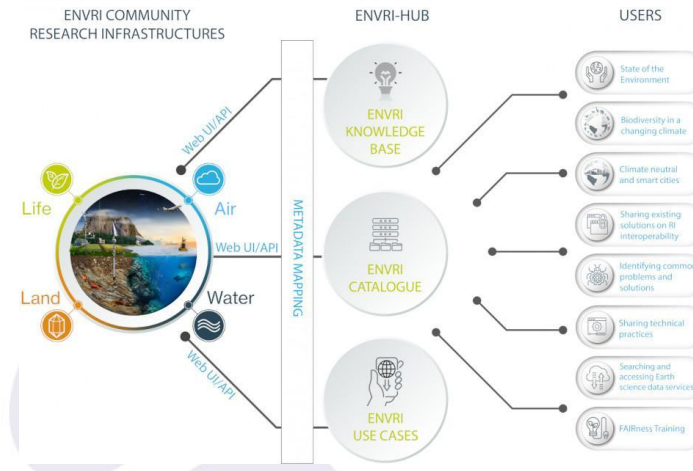 ENVRI COMMUNITY
RESEARCH INFRASTRUCTURES
ENVRI-HUB
USERS
Web UI/API
Life
Air
Web UI/API
Land
Water
Web UI/API
METADATA MAPPING
ENVRI
KNOWLEDGE
BASE
ENVRI
CATALOGUE
ENVRI
USE CASES
State of the
Environment
Biodiversity in a
changing climate
Climate neutral
and smart cities
Sharing existing
solutions on RI
interoperability
Identifying common
problems and
solutions
Sharing technical
practices
Searching and
accessing Earth
science data services
FAIRness Training